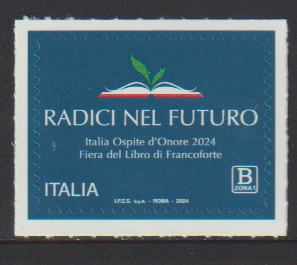 RADICI NEL FUTURO
Italia Ospite d'Onore 2024
Fiera del Libro di Francoforte
B
ZONA 1
ITALIA
I.P.Z.S. S.p.A. - ROMA - 2024